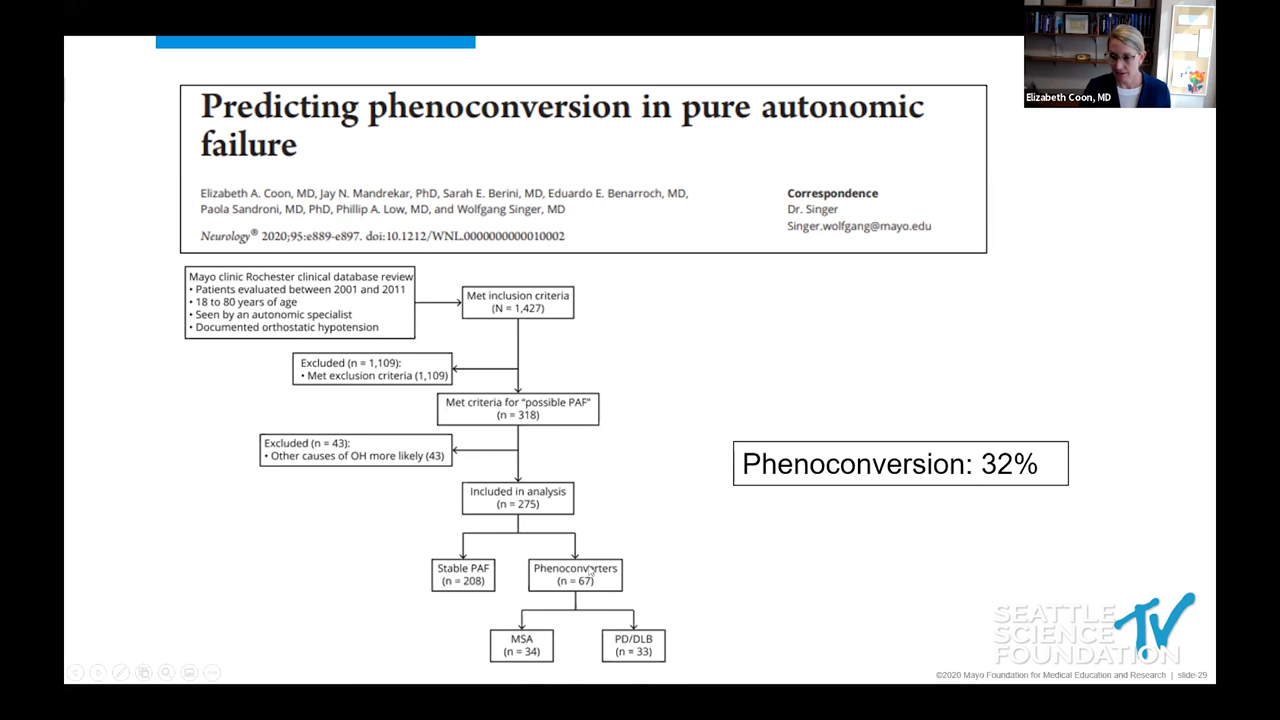 Elizabeth Coon, MD
Predicting phenoconversion in pure autonomic
failure
Elizabeth A. Coon, MD, Jay N. Mandrekar, PhD, Sarah E. Berini, MD, Eduardo E. Benarroch, MD,
Paola Sandroni, MD, PhD, Phillip A. Low, MD, and Wolfgang Singer, MD
Neurology® 2020;95:e889-e897. doi:10.1212/WNL.0000000000010002
Correspondence
Dr. Singer
Singer.wolfgang@mayo.edu
Mayo clinic Rochester clinical database review
• Patients evaluated between 2001 and 2011
• 18 to 80 years of age
• Seen by an autonomic specialist
• Documented orthostatic hypotension
Met inclusion criteria
(N = 1,427)
Excluded (n = 1,109):
• Met exclusion criteria (1,109)
Met criteria for “possible PAF”
(n = 318)
Excluded (n = 43):
• Other causes of OH more likely (43)
Included in analysis
(n = 275)
Stable PAF
(n = 208)
Phenoconverters
(n = 67)
MSA
(n = 34)
PD/DLB
(n = 33)
Phenoconversion: 32%
SEATTLE
SCIENCE
FOUNDATION
TV
©2020 Mayo Foundation for Medical Education and Research | slide-29